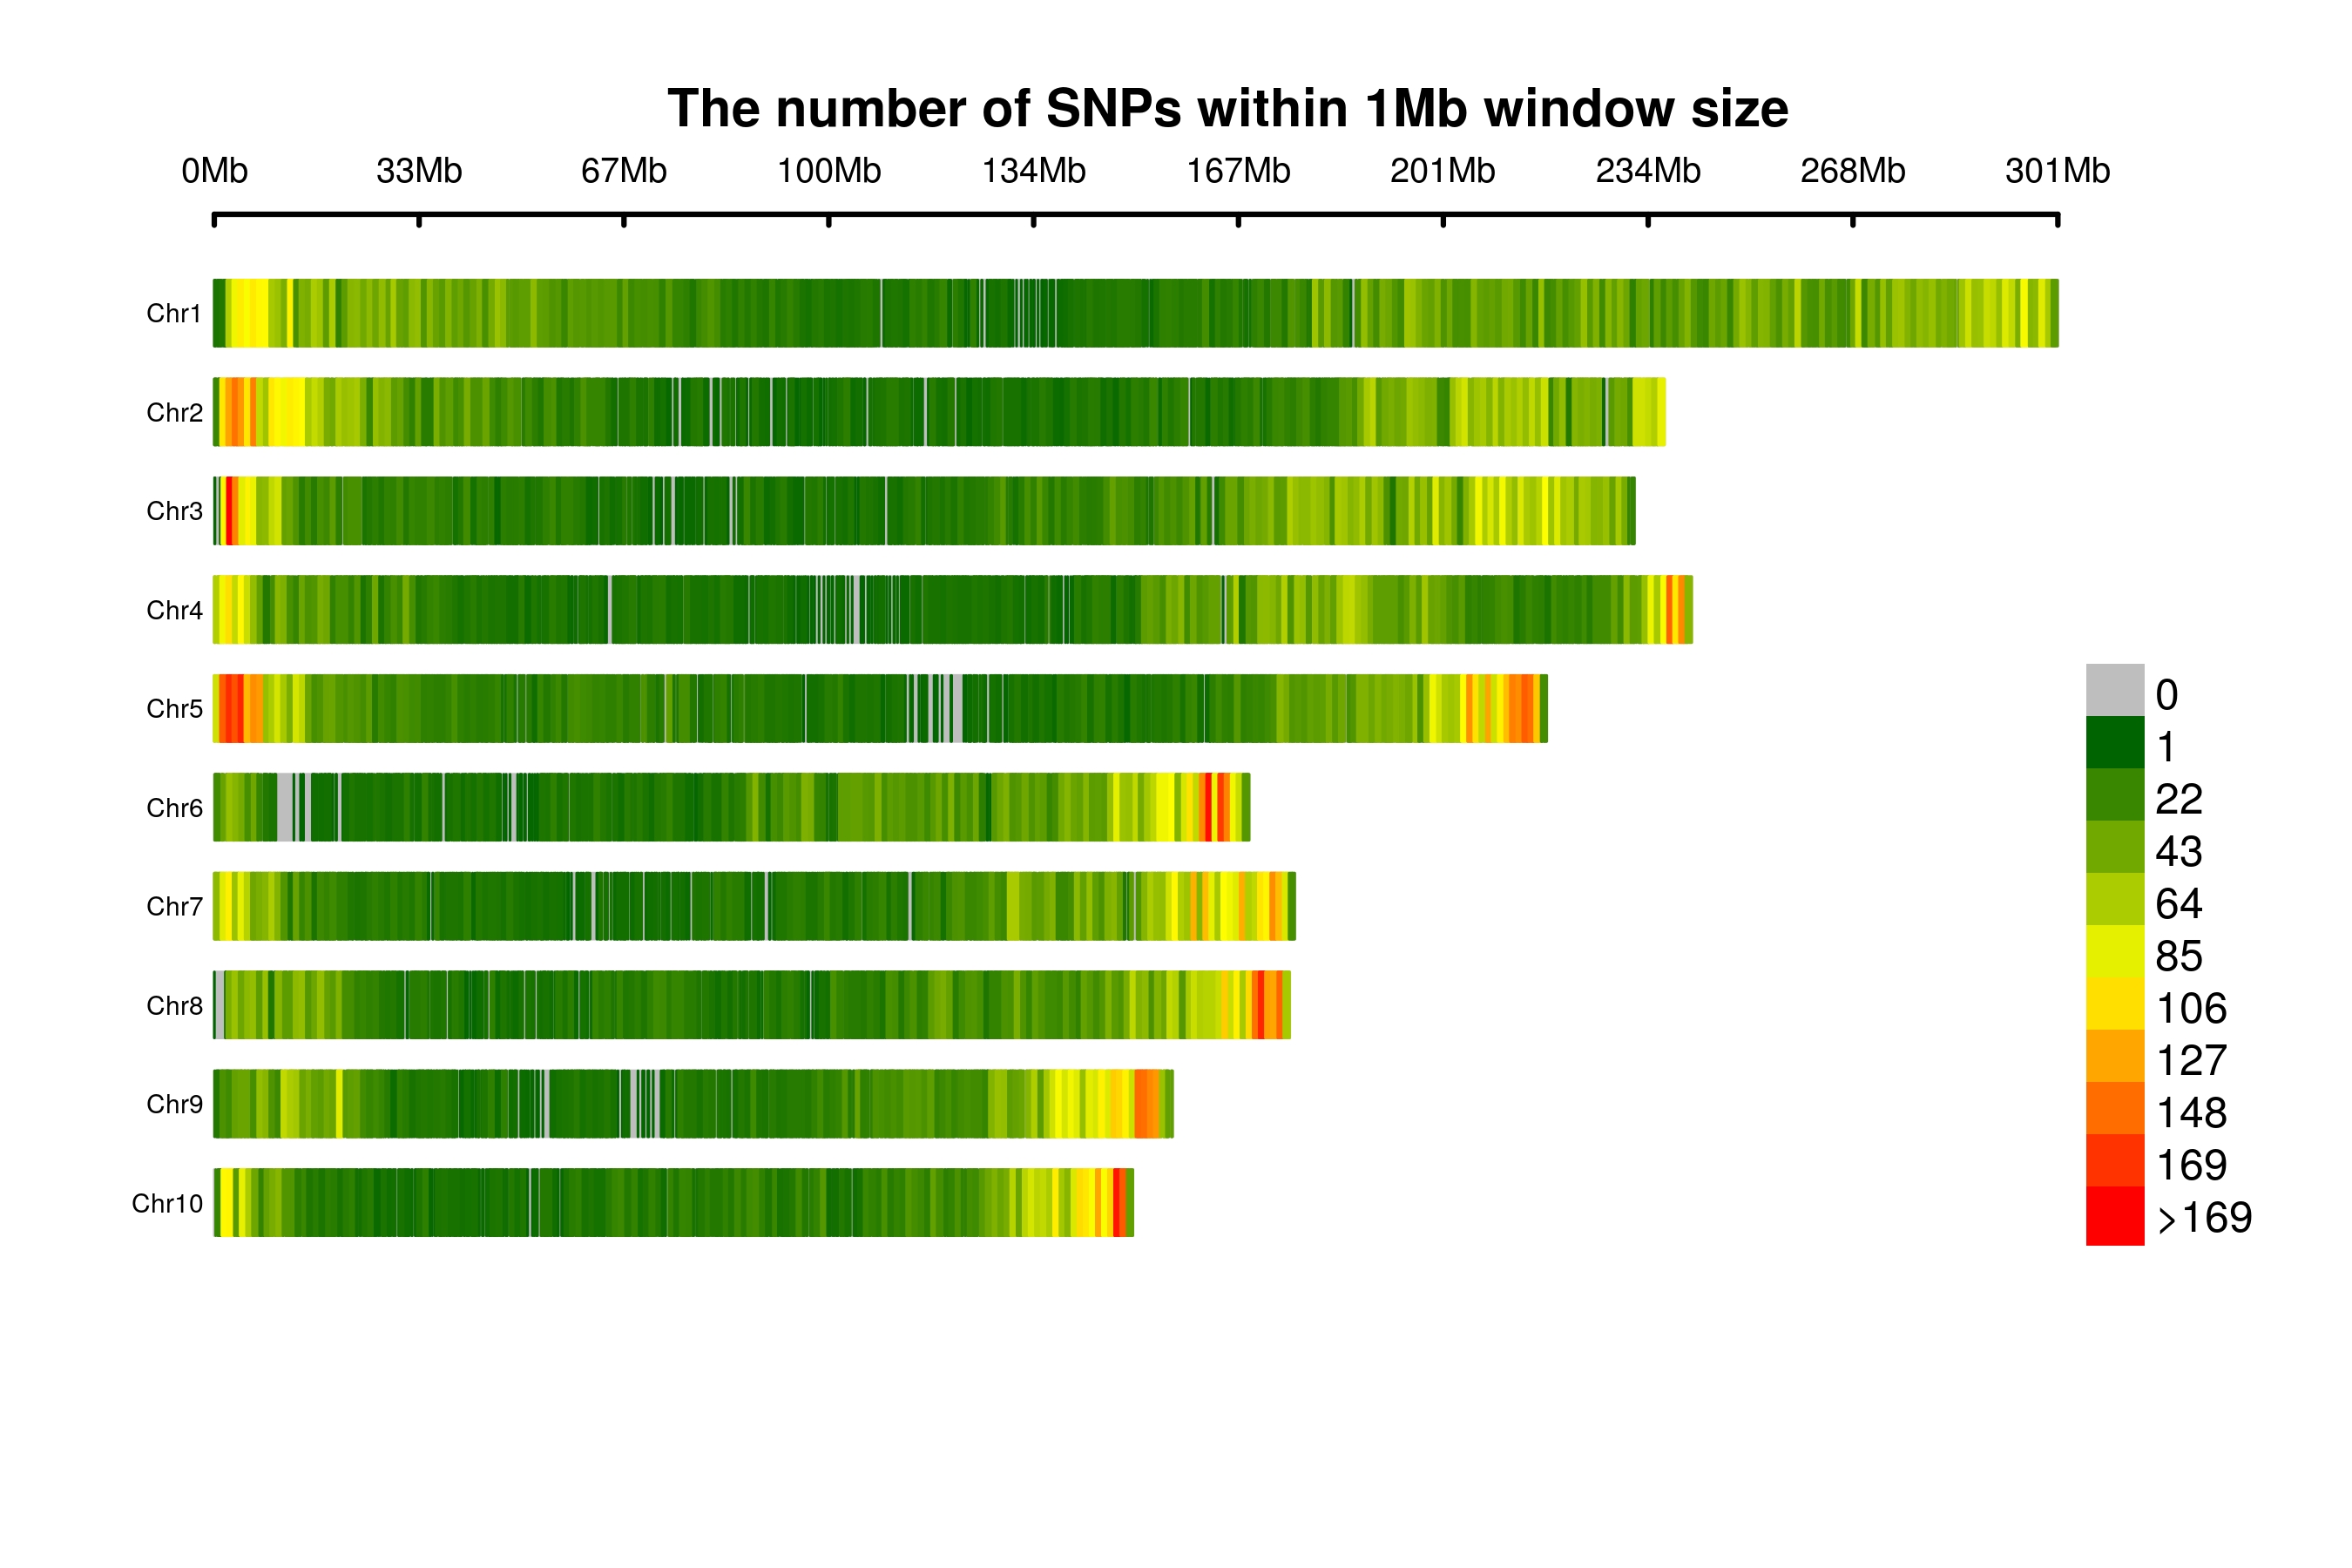 The number of SNPs within 1Mb window size
0Mb 33Mb 67Mb 100Mb 134Mb 167Mb 201Mb 234Mb 268Mb 301Mb
Chr1
Chr2
Chr3
Chr4
Chr5
Chr6
Chr7
Chr8
Chr9
Chr10
0
1
22
43
64
85
106
127
148
169
>169